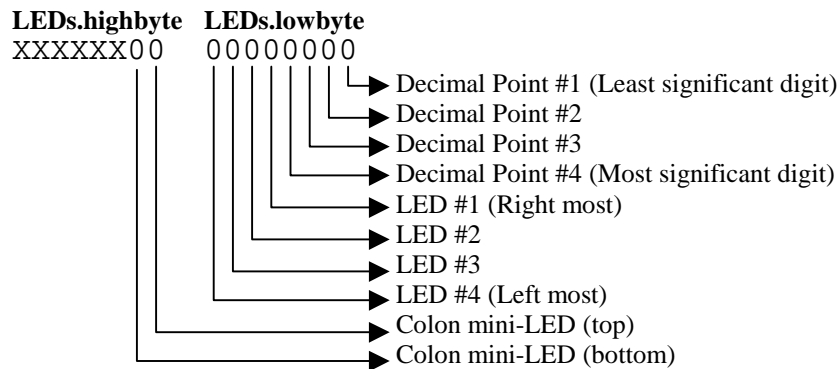 LEDs.highbyte LEDs.lowbyte
XXXXXX00 00000000
Decimal Point #1 (Least significant digit)
Decimal Point #2
Decimal Point #3
Decimal Point #4 (Most significant digit)
LED #1 (Right most)
LED #2
LED #3
LED #4 (Left most)
Colon mini-LED (top)
Colon mini-LED (bottom)